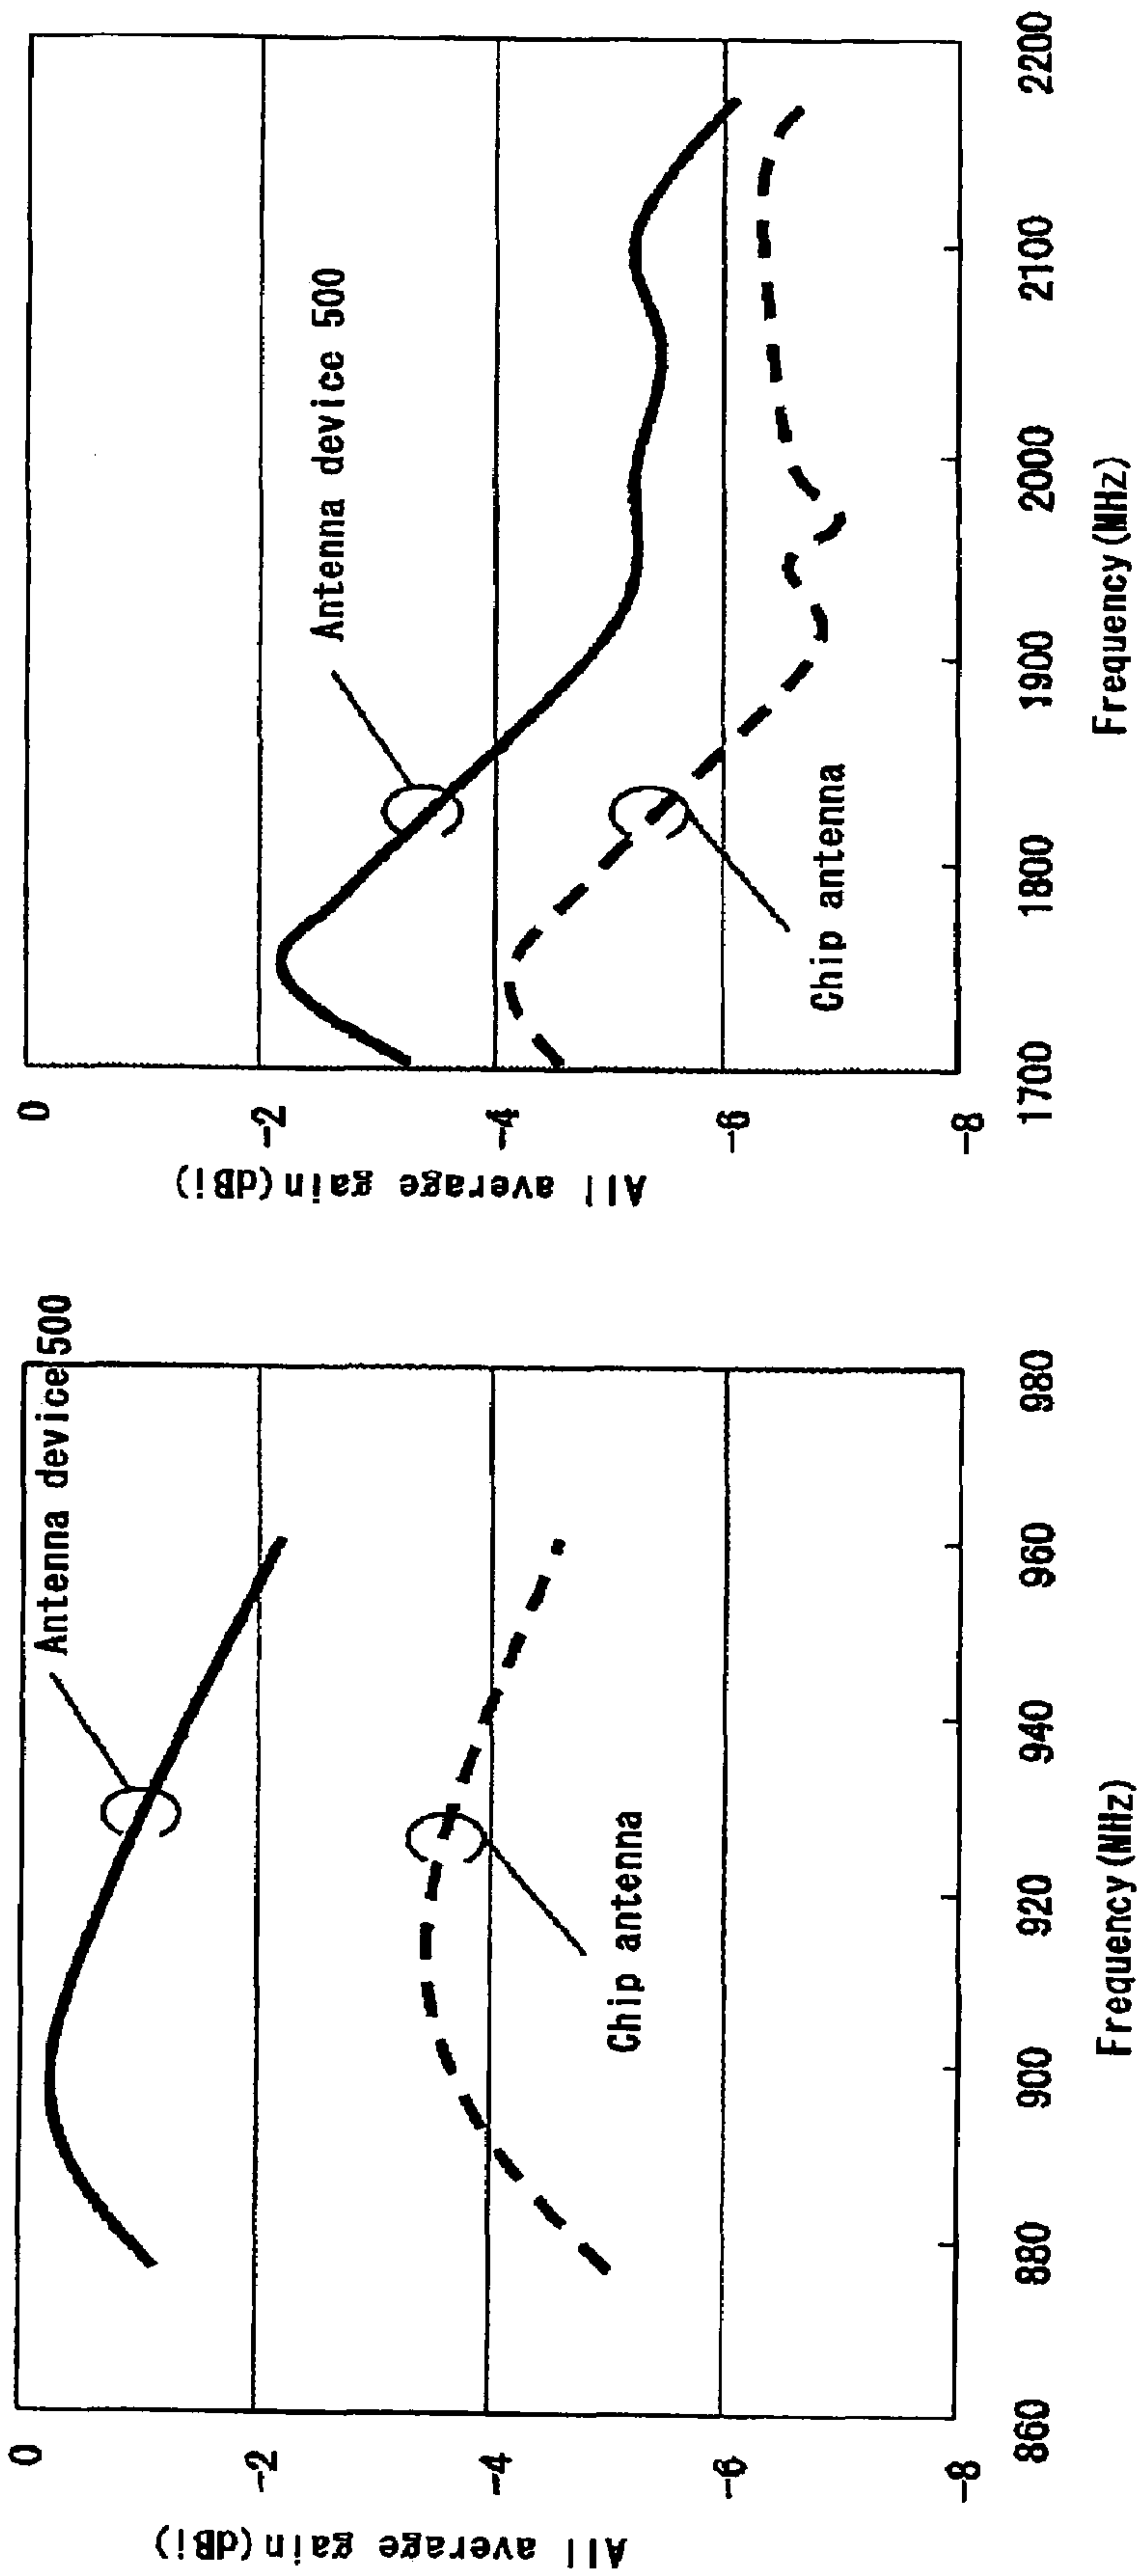 All average gain(dBi)
0
-2
-4
-6
-8
860
880
900
920
940
960
980
Frequency(MHz)
Antenna device 500
Chip antenna
All average gain(dBi)
0
-2
-4
-6
-8
1700
1800
1900
2000
2100
2200
Frequency(MHz)
Antenna device 500
Chip antenna